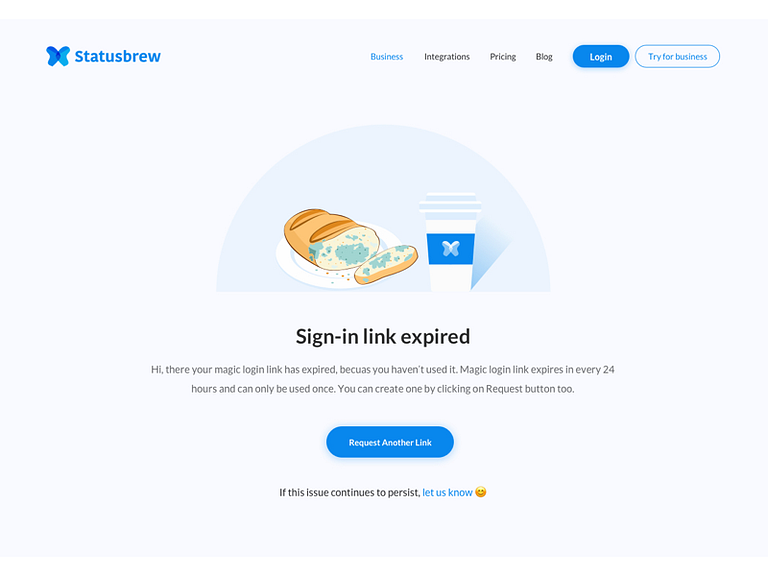 Statusbrew
Business Integrations Pricing Blog Login Try for business
Sign-in link expired
Hi, there your magic login link has expired, becuas you haven't used it. Magic login link expires in every 24
hours and can only be used once. You can create one by clicking on Request button too.
Request Another Link
If this issue continues to persist, let us know 😊